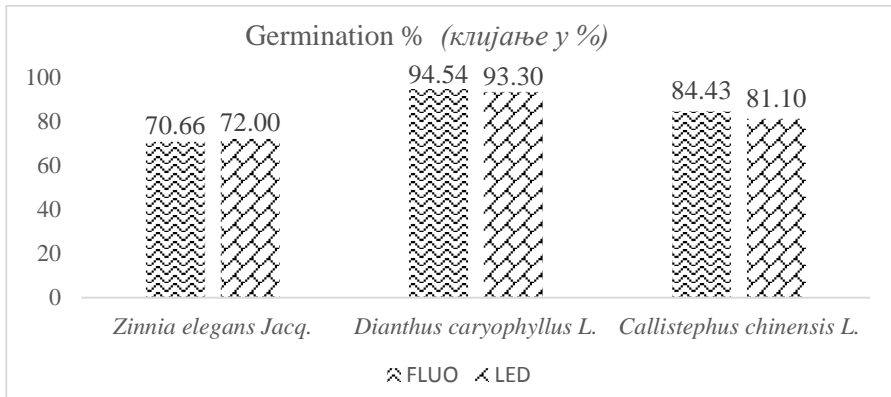 Germination % (клијање у %)
100
80
60
40
20
0
70.66
72.00
94.54
93.30
84.43
81.10
Zinnia elegans Jacq.
Dianthus caryophyllus L.
Callistephus chinensis L.
FLUO
LED